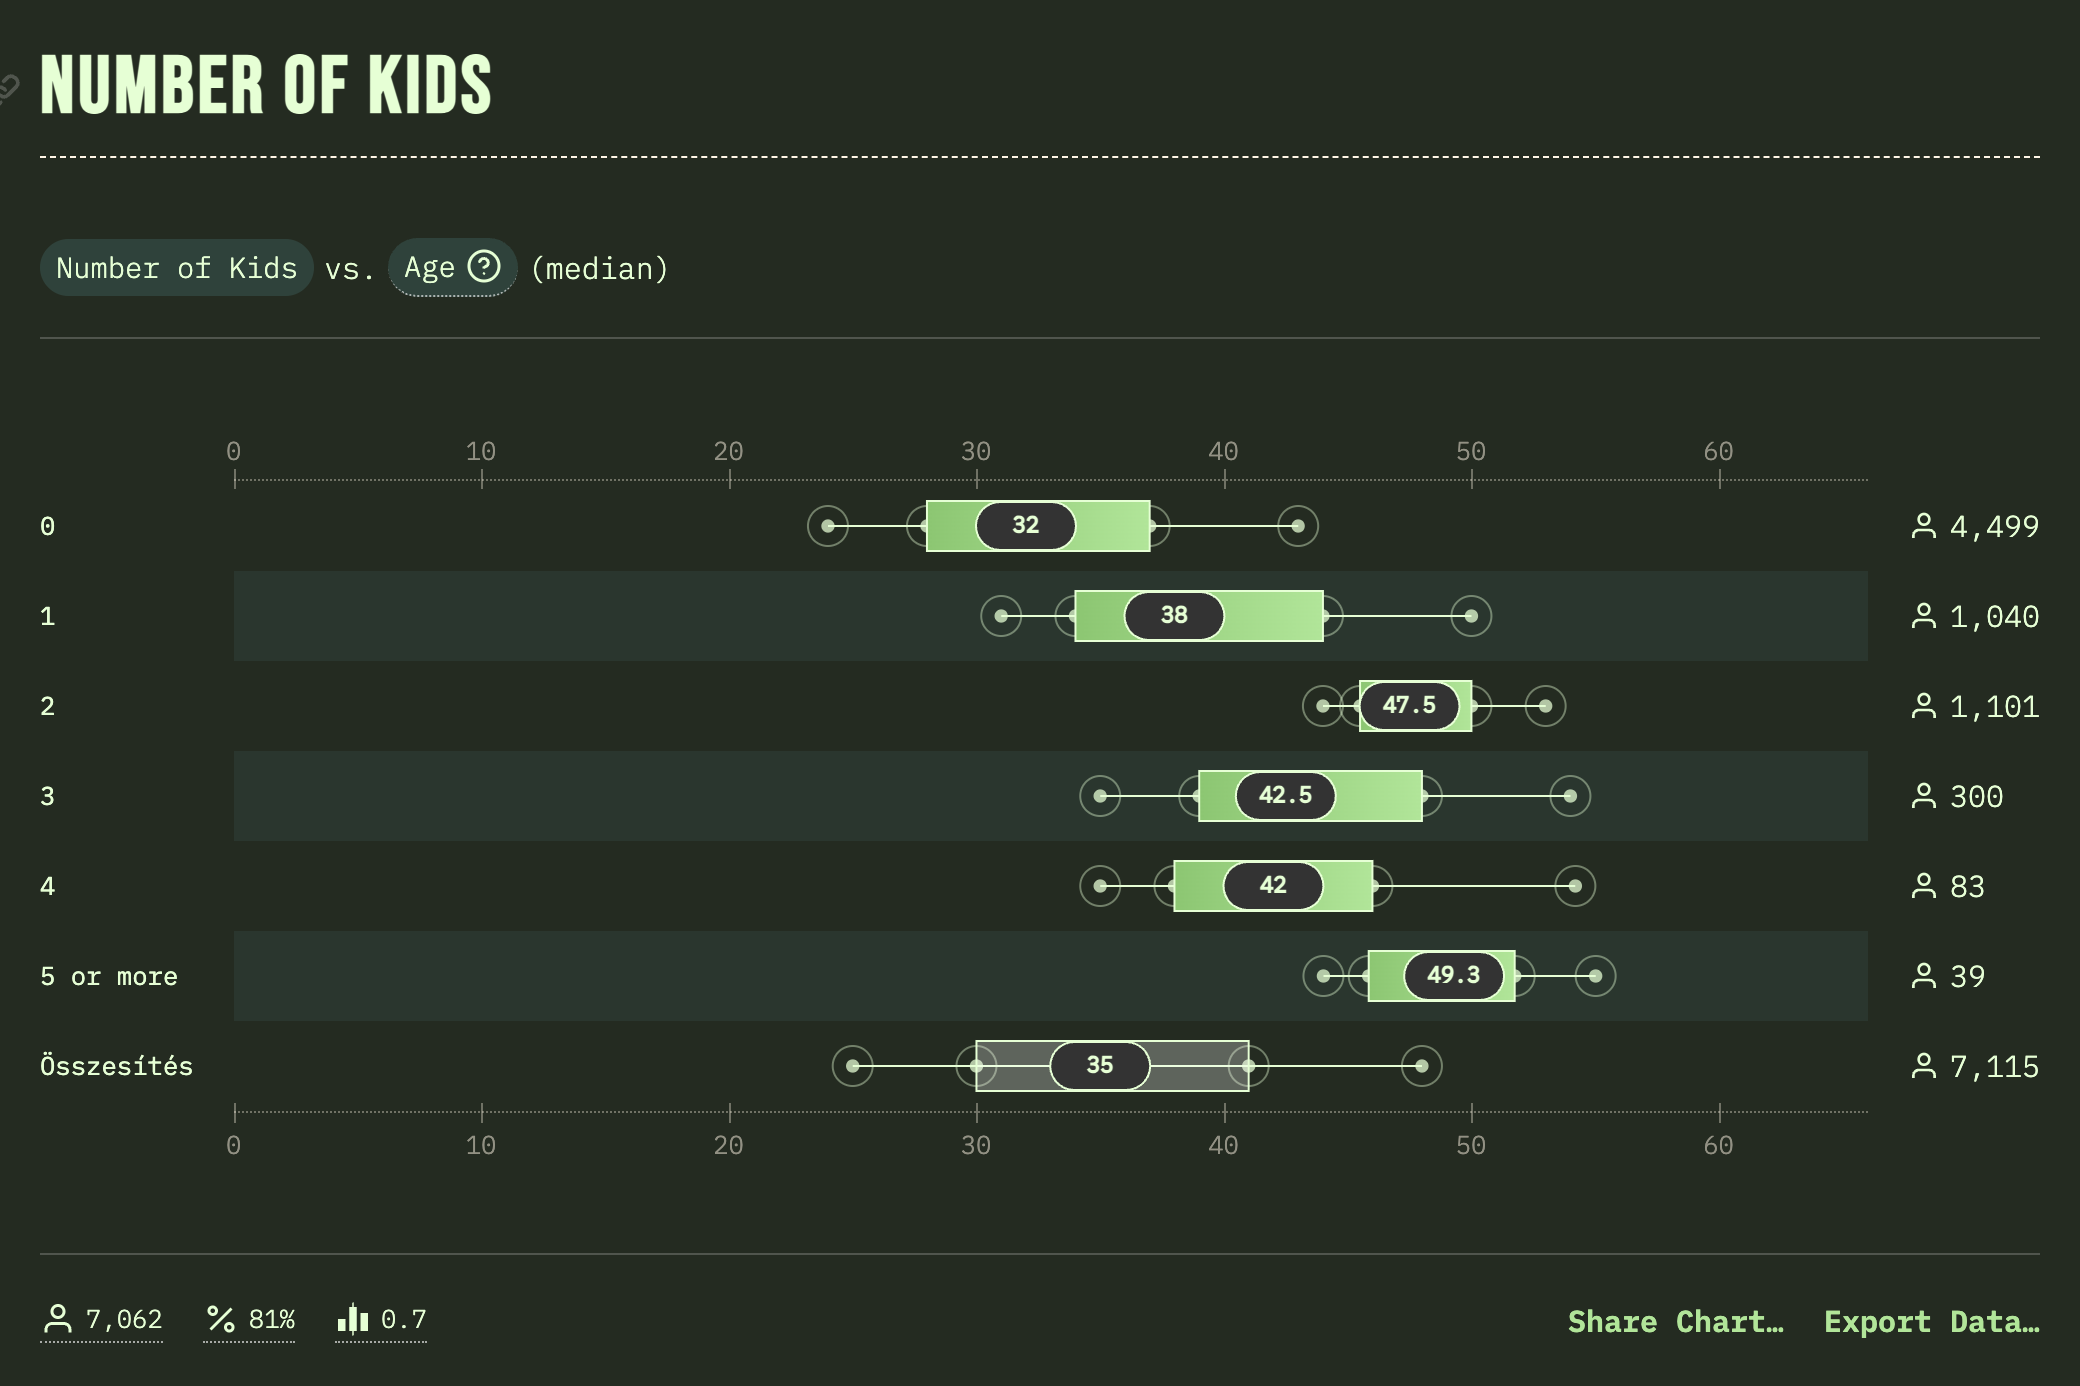 NUMBER OF KIDS
Number of Kids vs. Age (median)
0 10 20 30 40 50 60
0 32 4,499
1 38 1,040
2 47.5 1,101
3 42.5 300
4 42 83
5 or more 49.3 39
Összesítés 35 7,115
0 10 20 30 40 50 60
7,062 81% 0.7 Share Chart… Export Data…